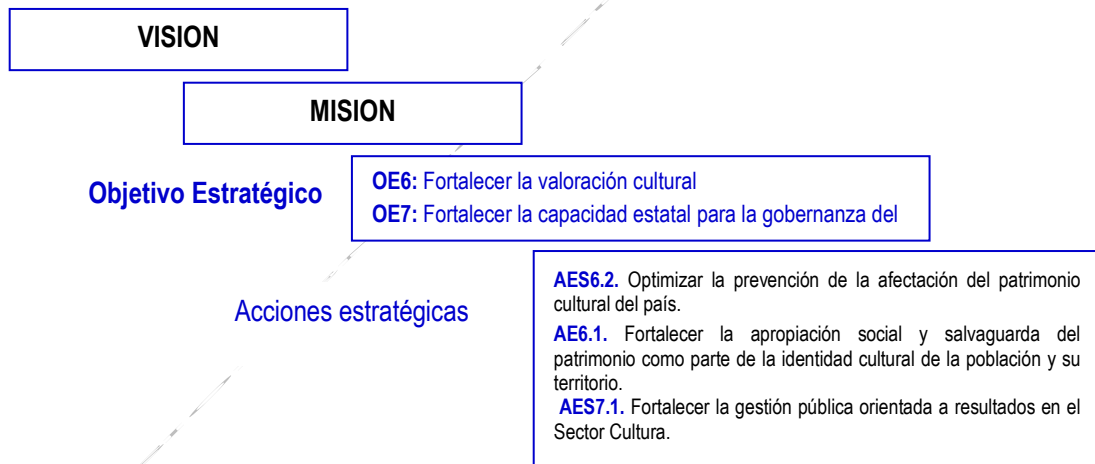 VISION
MISION
Objetivo Estratégico
OE6: Fortalecer la valoración cultural
OE7: Fortalecer la capacidad estatal para la gobernanza del
Acciones estratégicas
AES6.2. Optimizar la prevención de la afectación del patrimonio
cultural del país.
AE6.1. Fortalecer la apropiación social y salvaguarda del
patrimonio como parte de la identidad cultural de la población y su
territorio.
AES7.1. Fortalecer la gestión pública orientada a resultados en el
Sector Cultura.